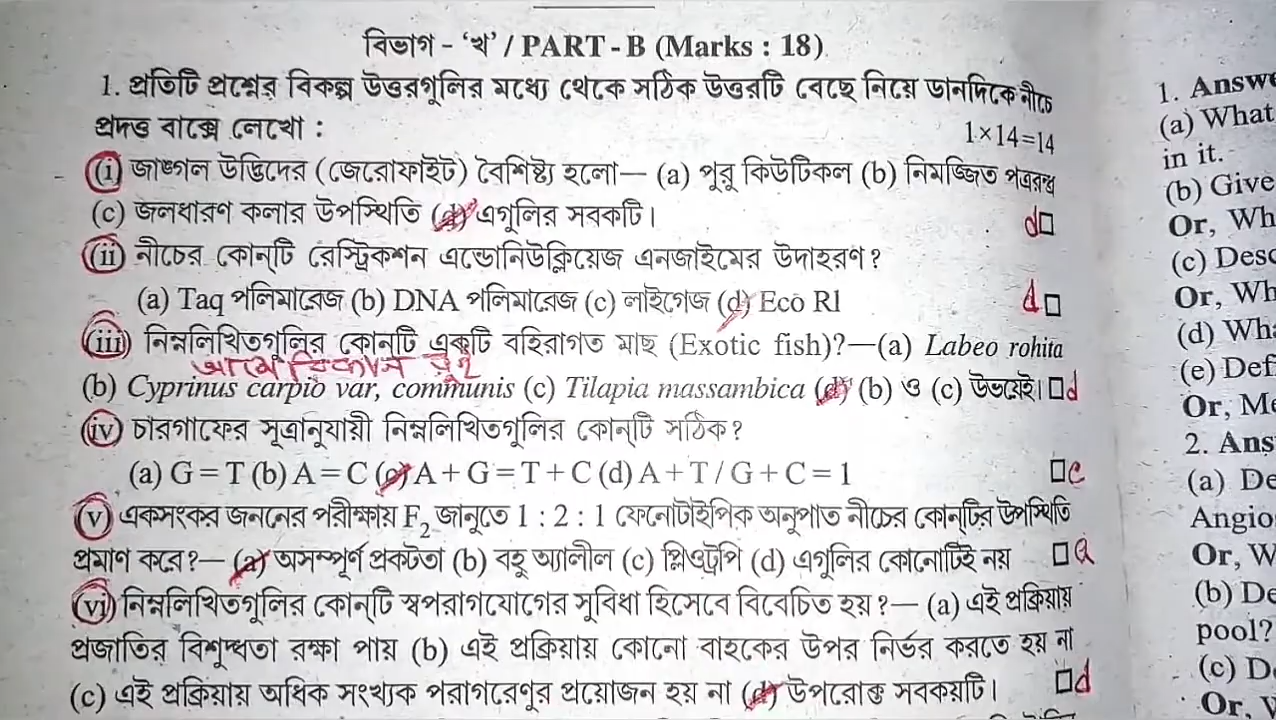 বিভাগ - ‘খ’ / PART - B (Marks : 18)
1. প্রতিটি প্রশ্নের বিকল্প উত্তরগুলির মধ্যে থেকে সঠিক উত্তরটি বেছে নিয়ে ডানদিকে নীচে
প্রদত্ত বাক্সে লেখো : 1×14=14
(i) জাঙ্গল উদ্ভিদের (জেরোফাইট) বৈশিষ্ট্য হলো— (a) পুরু কিউটিকল (b) নিমজ্জিত পত্ররন্ধ্র
(c) জলধারণ কলার উপস্থিতি (d) এগুলির সবকটি। d □
(ii) নীচের কোন্‌টি রেস্ট্রিকশন এন্ডোনিউক্লিয়েজ এনজাইমের উদাহরণ?
(a) Taq পলিমারেজ (b) DNA পলিমারেজ (c) লাইগেজ (d) Eco R1 d □
(iii) নিম্নলিখিতগুলির কোনটি একটি বহিরাগত মাছ (Exotic fish)?—(a) Labeo rohita
(b) Cyprinus carpio var, communis (c) Tilapia massambica (d) (b) ও (c) উভয়েই। □ d
(iv) চারগাফের সূত্রানুযায়ী নিম্নলিখিতগুলির কোন্‌টি সঠিক?
(a) G = T (b) A = C (c) A + G = T + C (d) A + T / G + C = 1 □ c
(v) একসংকর জননের পরীক্ষায় F₂ জানুতে 1 : 2 : 1 ফেনোটাইপিক অনুপাত নীচের কোন্‌টির উপস্থিতি
প্রমাণ করে?— (a) অসম্পূর্ণ প্রকটতা (b) বহু অ্যালীল (c) প্লিওট্রপি (d) এগুলির কোনোটিই নয় □ a
(vi) নিম্নলিখিতগুলির কোন্‌টি স্বপরাগযোগের সুবিধা হিসেবে বিবেচিত হয়?— (a) এই প্রক্রিয়ায়
প্রজাতির বিশুদ্ধতা রক্ষা পায় (b) এই প্রক্রিয়ায় কোনো বাহকের উপর নির্ভর করতে হয় না
(c) এই প্রক্রিয়ায় অধিক সংখ্যক পরাগরেণুর প্রয়োজন হয় না (d) উপরোক্ত সবকয়টি। □ d
1. Answ
(a) What
in it.
(b) Give
Or, Wh
(c) Desc
Or, Wh
(d) Wh
(e) Def
Or, Me
2. Ans
(a) De
Angio
Or, W
(b) De
pool?
(c) D
Or,